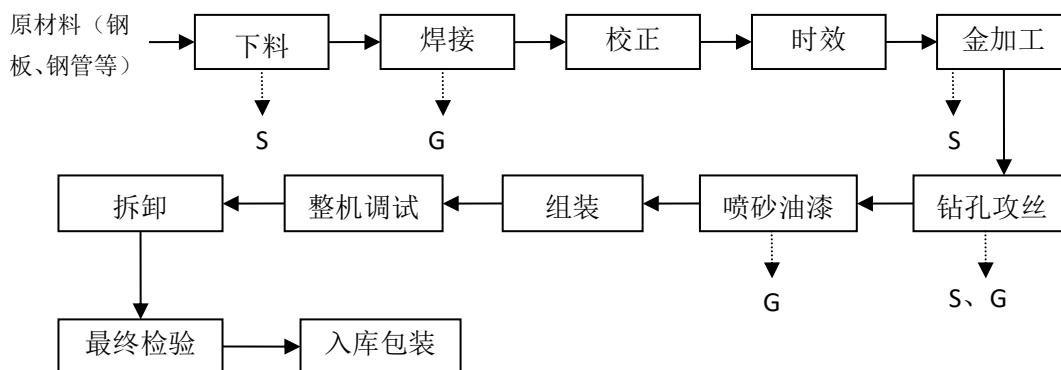 原材料（钢
板、钢管等）
下料
焊接
校正
时效
金加工
S
G
S
拆卸
整机调试
组装
喷砂油漆
钻孔攻丝
G
S、G
最终检验
入库包装